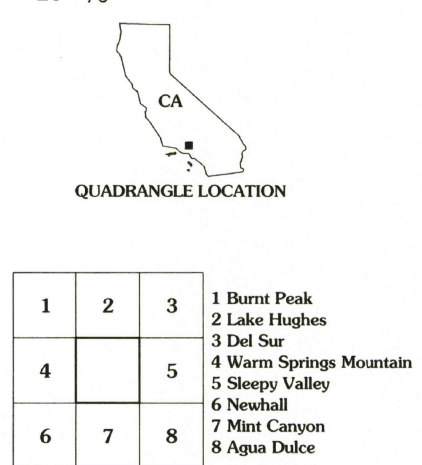 CA
QUADRANGLE LOCATION
1 2 3
4 5
6 7 8
1 Burnt Peak
2 Lake Hughes
3 Del Sur
4 Warm Springs Mountain
5 Sleepy Valley
6 Newhall
7 Mint Canyon
8 Agua Dulce